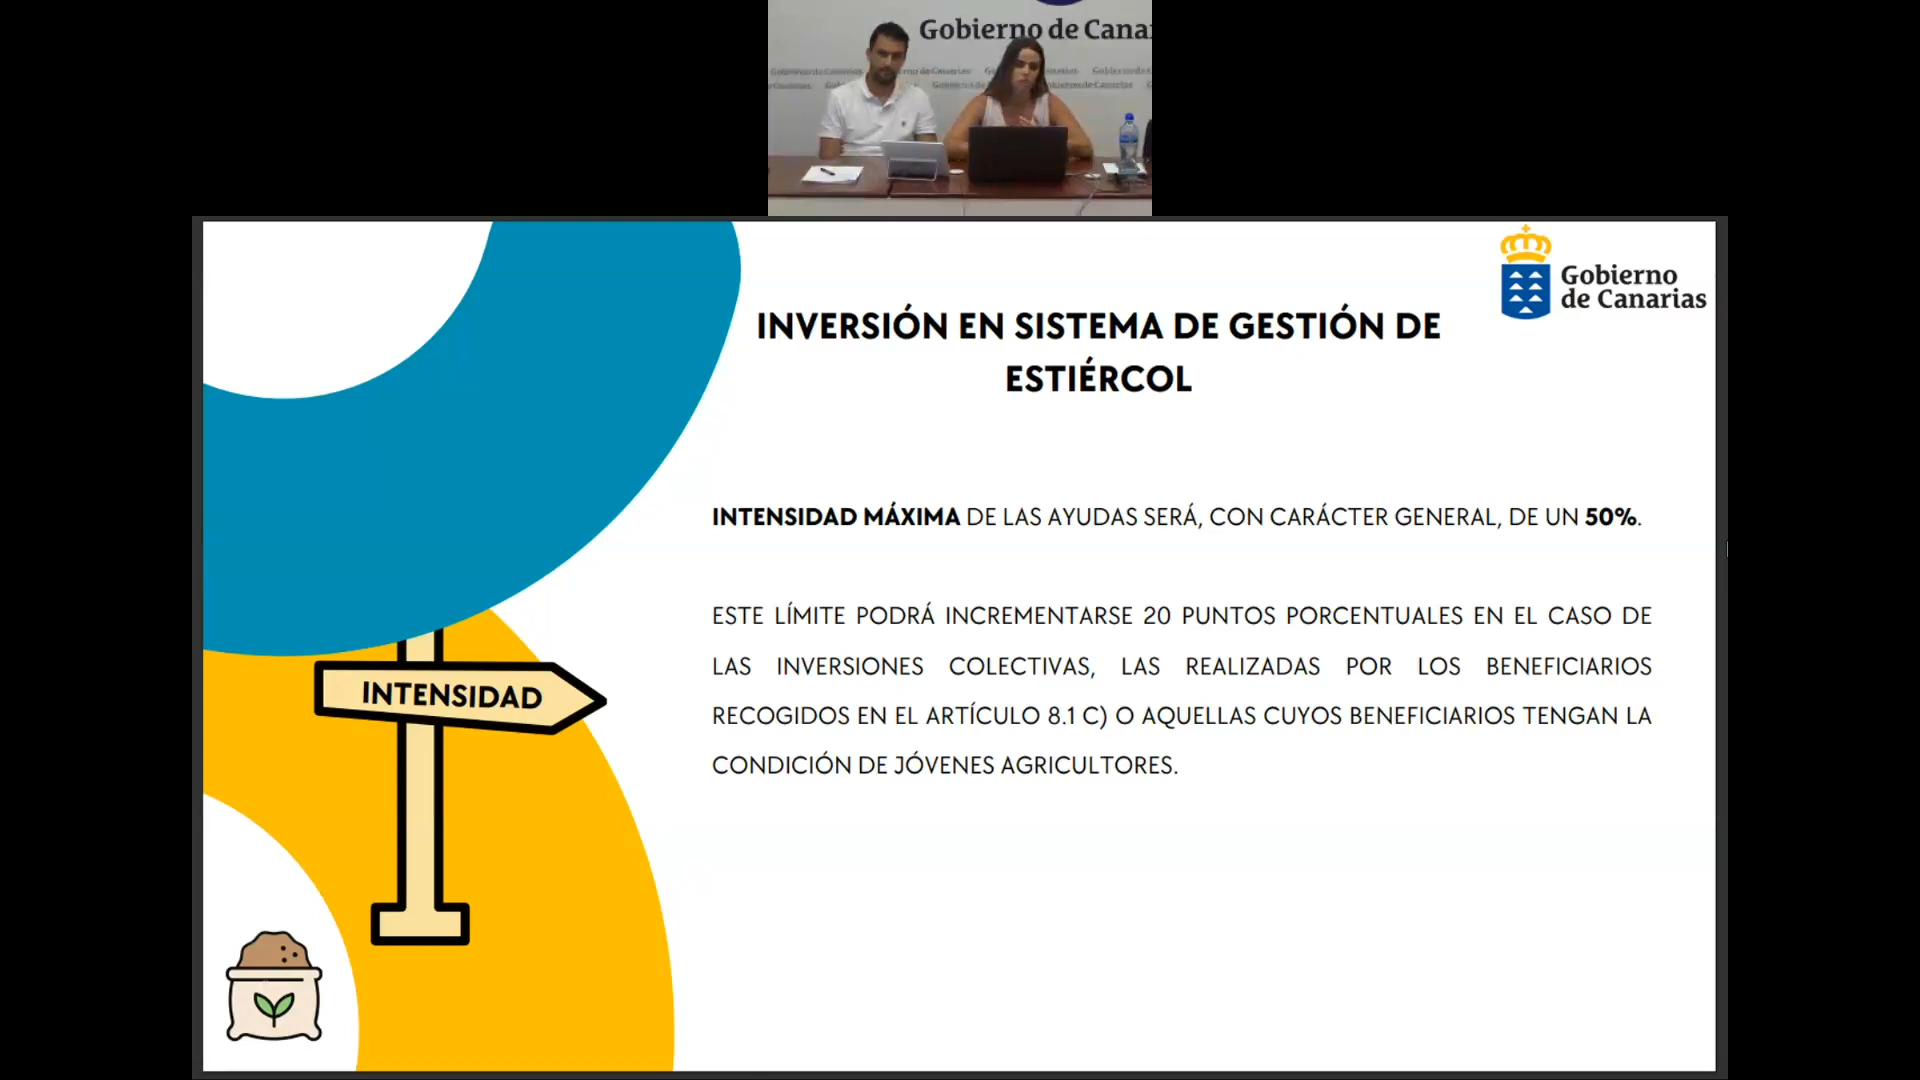 Gobierno de Cana
Gobierno
de Canarias
INVERSIÓN EN SISTEMA DE GESTIÓN DE
ESTIÉRCOL
INTENSIDAD MÁXIMA DE LAS AYUDAS SERÁ, CON CARÁCTER GENERAL, DE UN 50%.
ESTE LÍMITE PODRÁ INCREMENTARSE 20 PUNTOS PORCENTUALES EN EL CASO DE
LAS INVERSIONES COLECTIVAS, LAS REALIZADAS POR LOS BENEFICIARIOS
RECOGIDOS EN EL ARTÍCULO 8.1 C) O AQUELLAS CUYOS BENEFICIARIOS TENGAN LA
CONDICIÓN DE JÓVENES AGRICULTORES.
INTENSIDAD